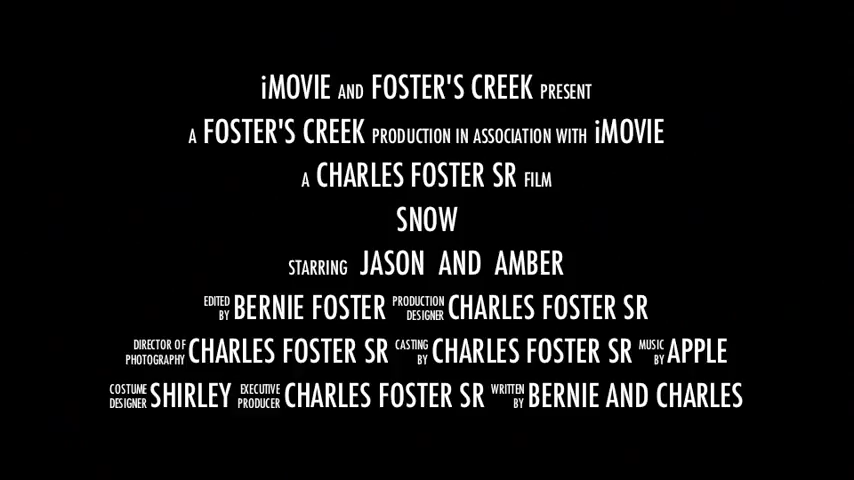 iMOVIE AND FOSTER'S CREEK PRESENT
A FOSTER'S CREEK PRODUCTION IN ASSOCIATION WITH iMOVIE
A CHARLES FOSTER SR FILM
SNOW
STARRING JASON AND AMBER
EDITED BY BERNIE FOSTER PRODUCTION DESIGNER CHARLES FOSTER SR
DIRECTOR OF PHOTOGRAPHY CHARLES FOSTER SR CASTING BY CHARLES FOSTER SR MUSIC BY APPLE
COSTUME DESIGNER SHIRLEY EXECUTIVE PRODUCER CHARLES FOSTER SR WRITTEN BY BERNIE AND CHARLES